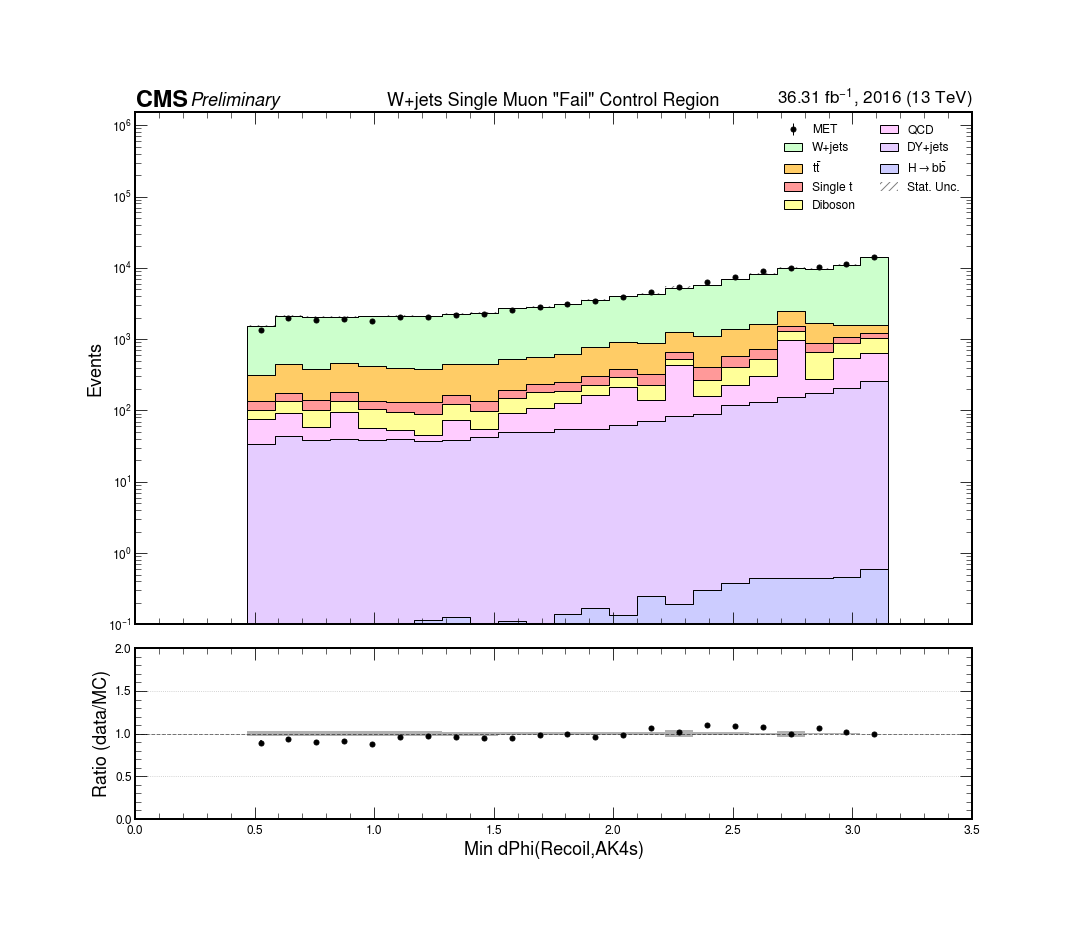 CMS Preliminary W+jets Single Muon "Fail" Control Region 36.31 fb⁻¹, 2016 (13 TeV)
MET QCD
W+jets DY+jets
tt̄ H→bb̄
Single t Stat. Unc.
Diboson
Events
10⁶
10⁵
10⁴
10³
10²
10¹
10⁰
10⁻¹
Ratio (data/MC)
2.0
1.5
1.0
0.5
0.0
0.0 0.5 1.0 1.5 2.0 2.5 3.0 3.5
Min dPhi(Recoil,AK4s)